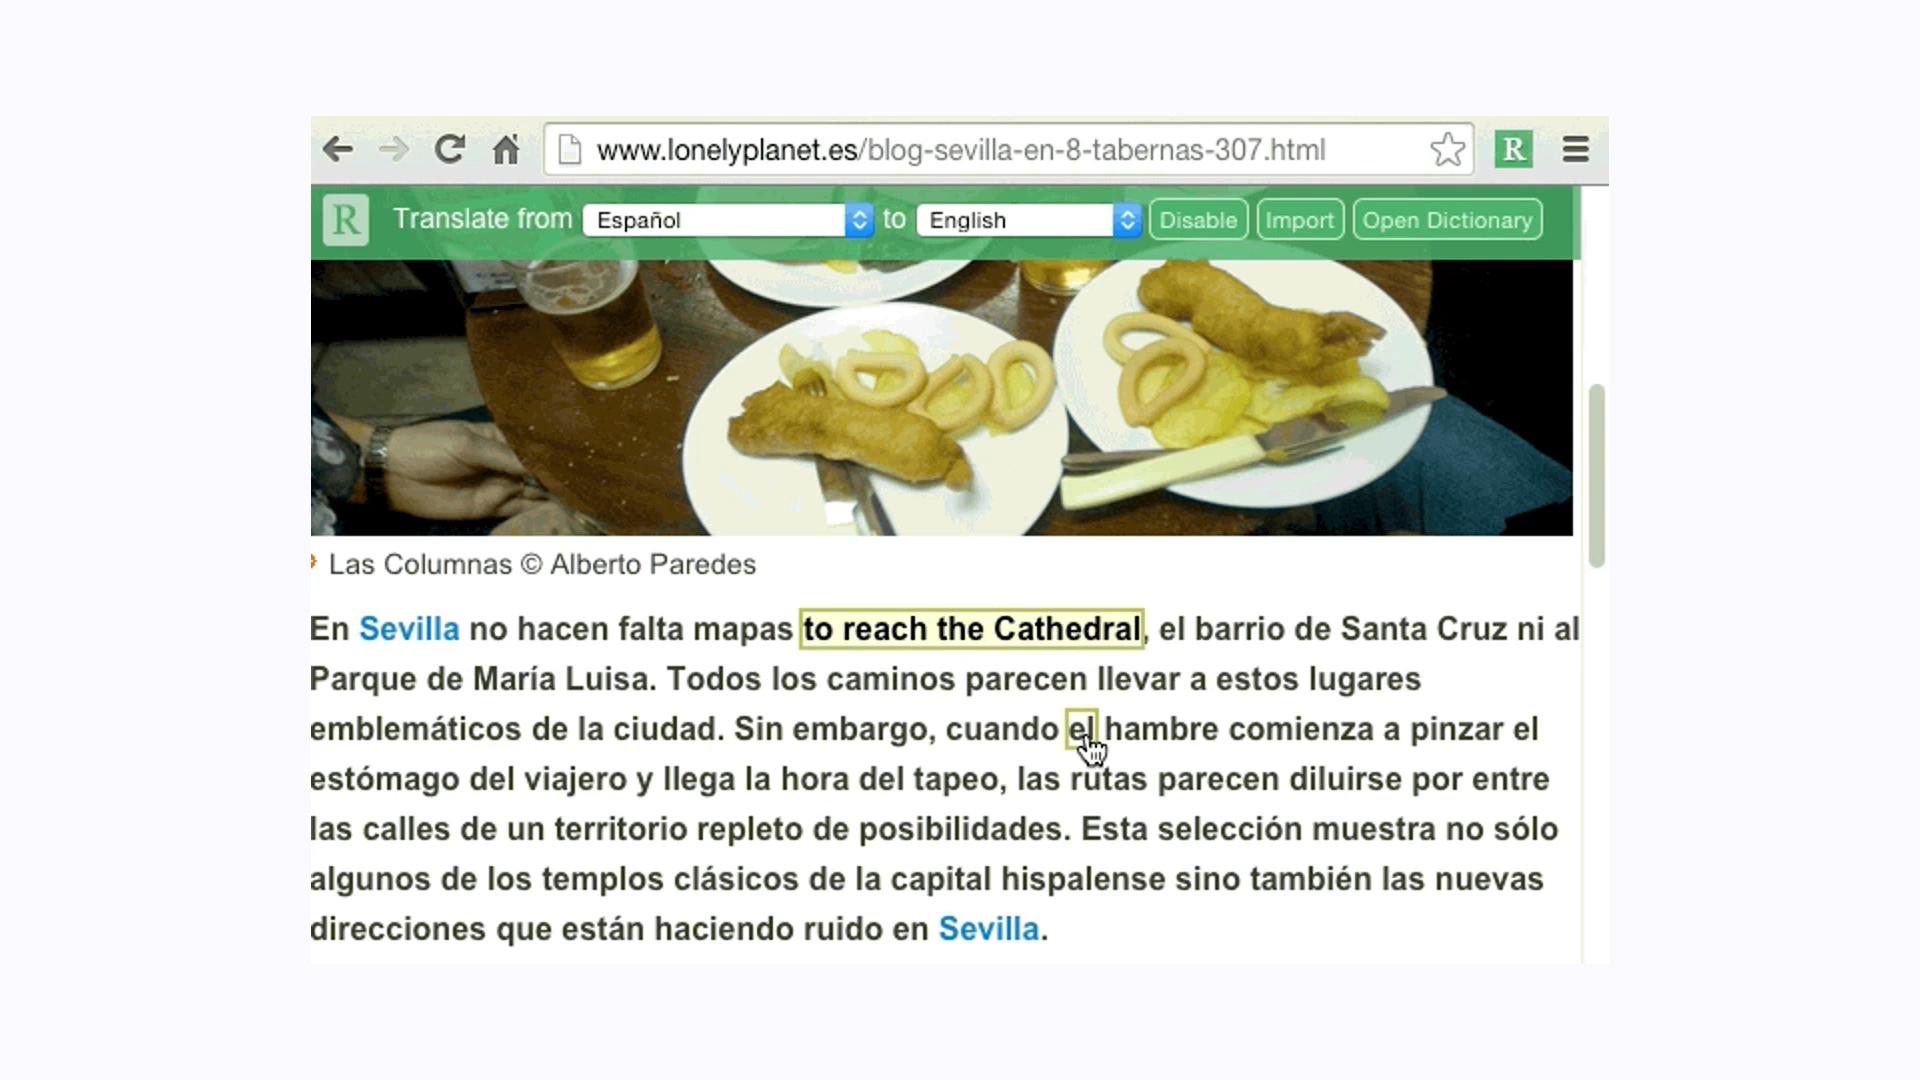 www.lonelyplanet.es/blog-sevilla-en-8-tabernas-307.html R
R Translate from Español to English Disable Import Open Dictionary
Las Columnas © Alberto Paredes
En Sevilla no hacen falta mapas to reach the Cathedral, el barrio de Santa Cruz ni al
Parque de María Luisa. Todos los caminos parecen llevar a estos lugares
emblemáticos de la ciudad. Sin embargo, cuando el hambre comienza a pinzar el
estómago del viajero y llega la hora del tapeo, las rutas parecen diluirse por entre
las calles de un territorio repleto de posibilidades. Esta selección muestra no sólo
algunos de los templos clásicos de la capital hispalense sino también las nuevas
direcciones que están haciendo ruido en Sevilla.